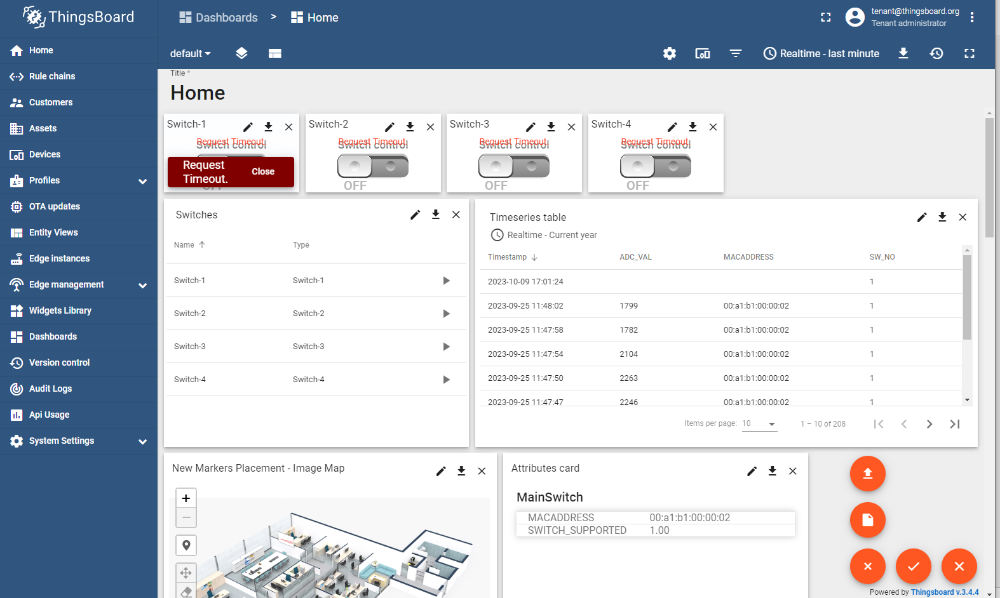 ThingsBoard
Dashboards > Home
tenant@thingsboard.org
Tenant administrator
default
Realtime - last minute
Home
Rule chains
Customers
Assets
Devices
Profiles
OTA updates
Entity Views
Edge instances
Edge management
Widgets Library
Dashboards
Version control
Audit Logs
Api Usage
System Settings
Title *
Home
Switch-1
Request Timeout
Switch control
Request Timeout.
Close
OFF
Switch-2
Request Timeout
Switch control
OFF
Switch-3
Request Timeout
Switch control
OFF
Switch-4
Request Timeout
Switch control
OFF
Switches
Name Type
Switch-1 Switch-1
Switch-2 Switch-2
Switch-3 Switch-3
Switch-4 Switch-4
Timeseries table
Realtime - Current year
Timestamp ADC_VAL MACADDRESS SW_NO
2023-10-09 17:01:24 1
2023-09-25 11:48:02 1799 00:a1:b1:00:00:02 1
2023-09-25 11:47:58 1782 00:a1:b1:00:00:02 1
2023-09-25 11:47:54 2104 00:a1:b1:00:00:02 1
2023-09-25 11:47:50 2263 00:a1:b1:00:00:02 1
2023-09-25 11:47:47 2246 00:a1:b1:00:00:02 1
Items per page: 10 1 – 10 of 208
New Markers Placement - Image Map
Attributes card
MainSwitch
MACADDRESS 00:a1:b1:00:00:02
SWITCH_SUPPORTED 1.00
Powered by Thingsboard v.3.4.4